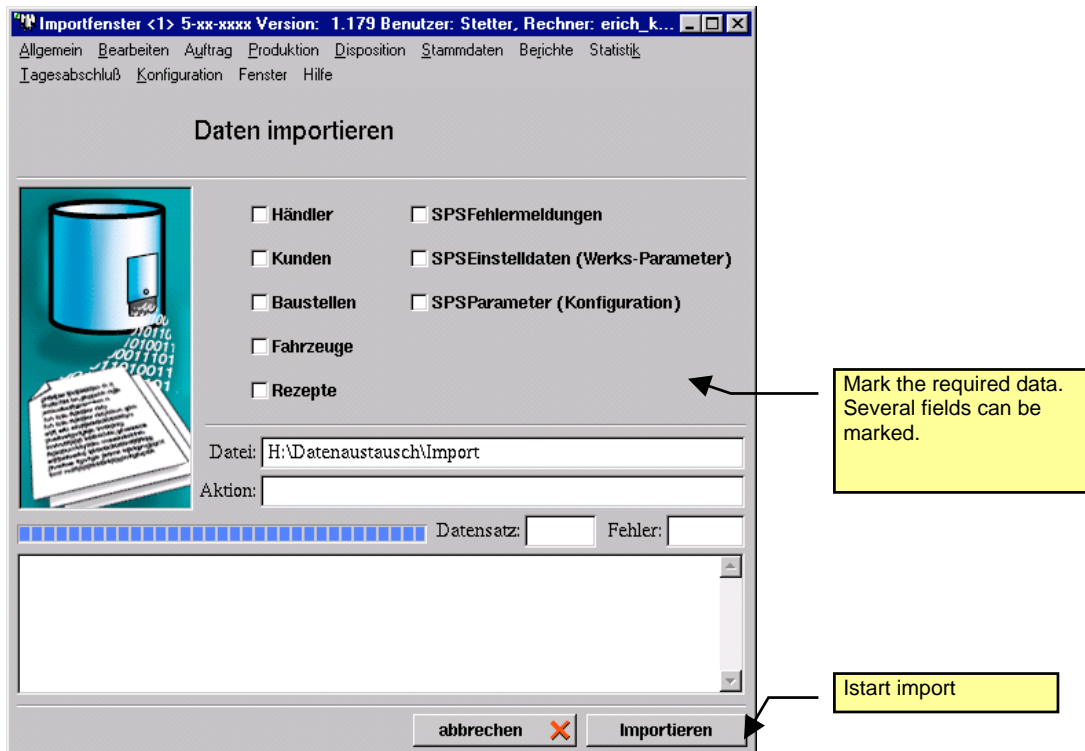 Importfenster <1> 5-xx-xxxx Version: 1.179 Benutzer: Stetter, Rechner: erich_k...
Allgemein Bearbeiten Auftrag Produktion Disposition Stammdaten Berichte Statistik
Tagesabschluß Konfiguration Fenster Hilfe
Daten importieren
Händler SPSFehlermeldungen
Kunden SPSEinstelldaten (Werks-Parameter)
Baustellen SPSParameter (Konfiguration)
Fahrzeuge
Rezepte
Mark the required data.
Several fields can be
marked.
Datei: H:\Datenaustausch\Import
Aktion:
Datensatz: Fehler:
Istart import
abbrechen Importieren